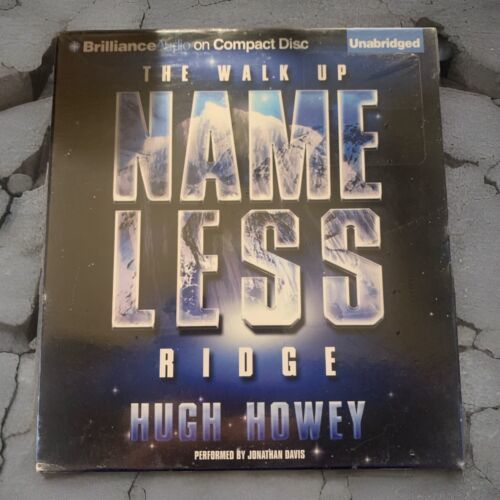 Brilliance Audio on Compact Disc
Unabridged
THE WALK UP
NAME
LESS
RIDGE
HUGH HOWEY
PERFORMED BY JONATHAN DAVIS